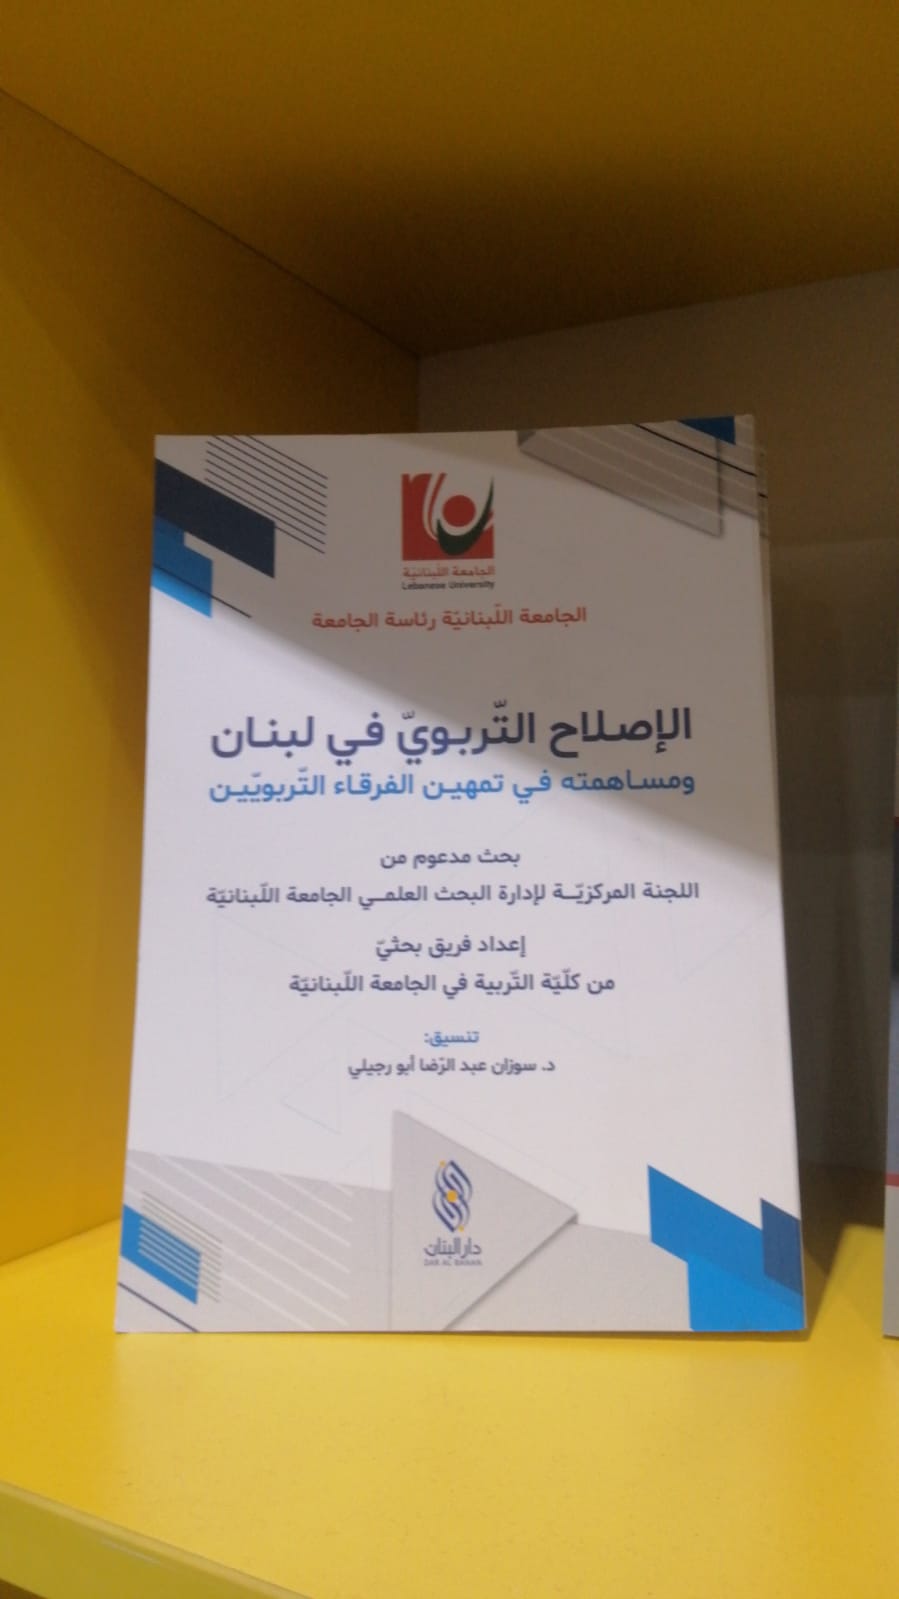 الجامعة اللّبنانيّة
Lebanese University
الجامعة اللّبنانيّة رئاسة الجامعة
الإصلاح التّربويّ في لبنان
ومساهمته في تمهين الفرقاء التّربويّين
بحث مدعوم من
اللجنة المركزيّة لإدارة البحث العلمي الجامعة اللّبنانيّة
إعداد فريق بحثيّ
من كلّيّة التّربية في الجامعة اللّبنانيّة
تنسيق:
د. سوزان عبد الرّضا أبو رجيلي
دار البنان
DAR AL BANAN